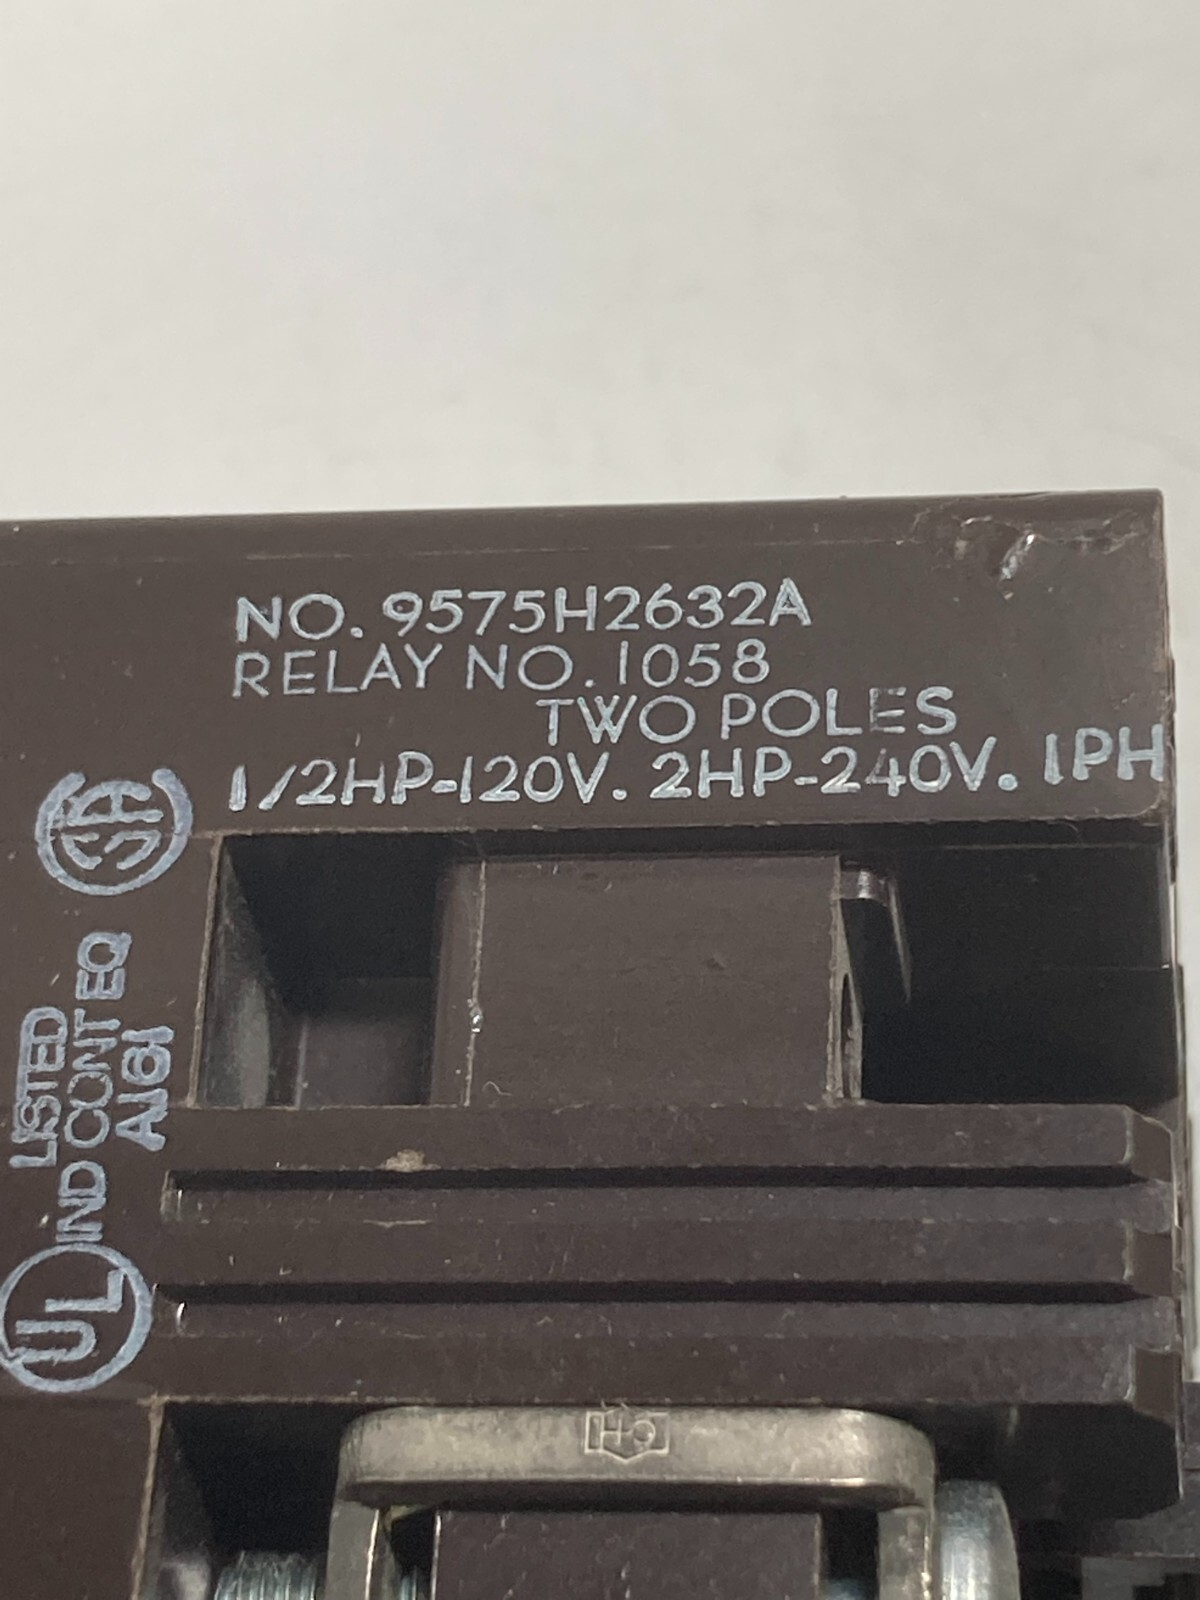 NO. 9575H2632A
RELAY NO. 1058
TWO POLES
1/2HP-120V. 2HP-240V. 1PH
SA
LISTED
IND CONT EQ
A161
UL